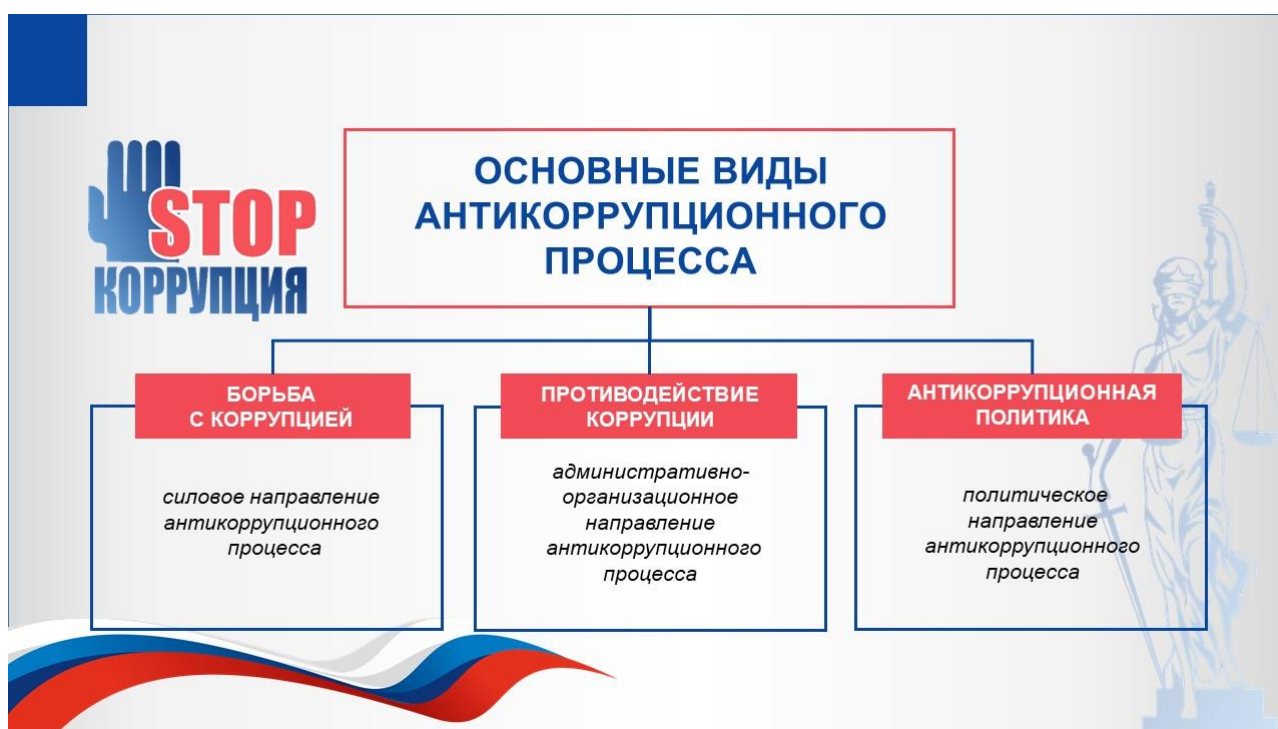 STOP
КОРРУПЦИЯ
ОСНОВНЫЕ ВИДЫ
АНТИКОРРУПЦИОННОГО
ПРОЦЕССА
БОРЬБА
С КОРРУПЦИЕЙ
силовое направление
антикоррупционного
процесса
ПРОТИВОДЕЙСТВИЕ
КОРРУПЦИИ
административно-
организационное
направление
антикоррупционного
процесса
АНТИКОРРУПЦИОННАЯ
ПОЛИТИКА
политическое
направление
антикоррупционного
процесса